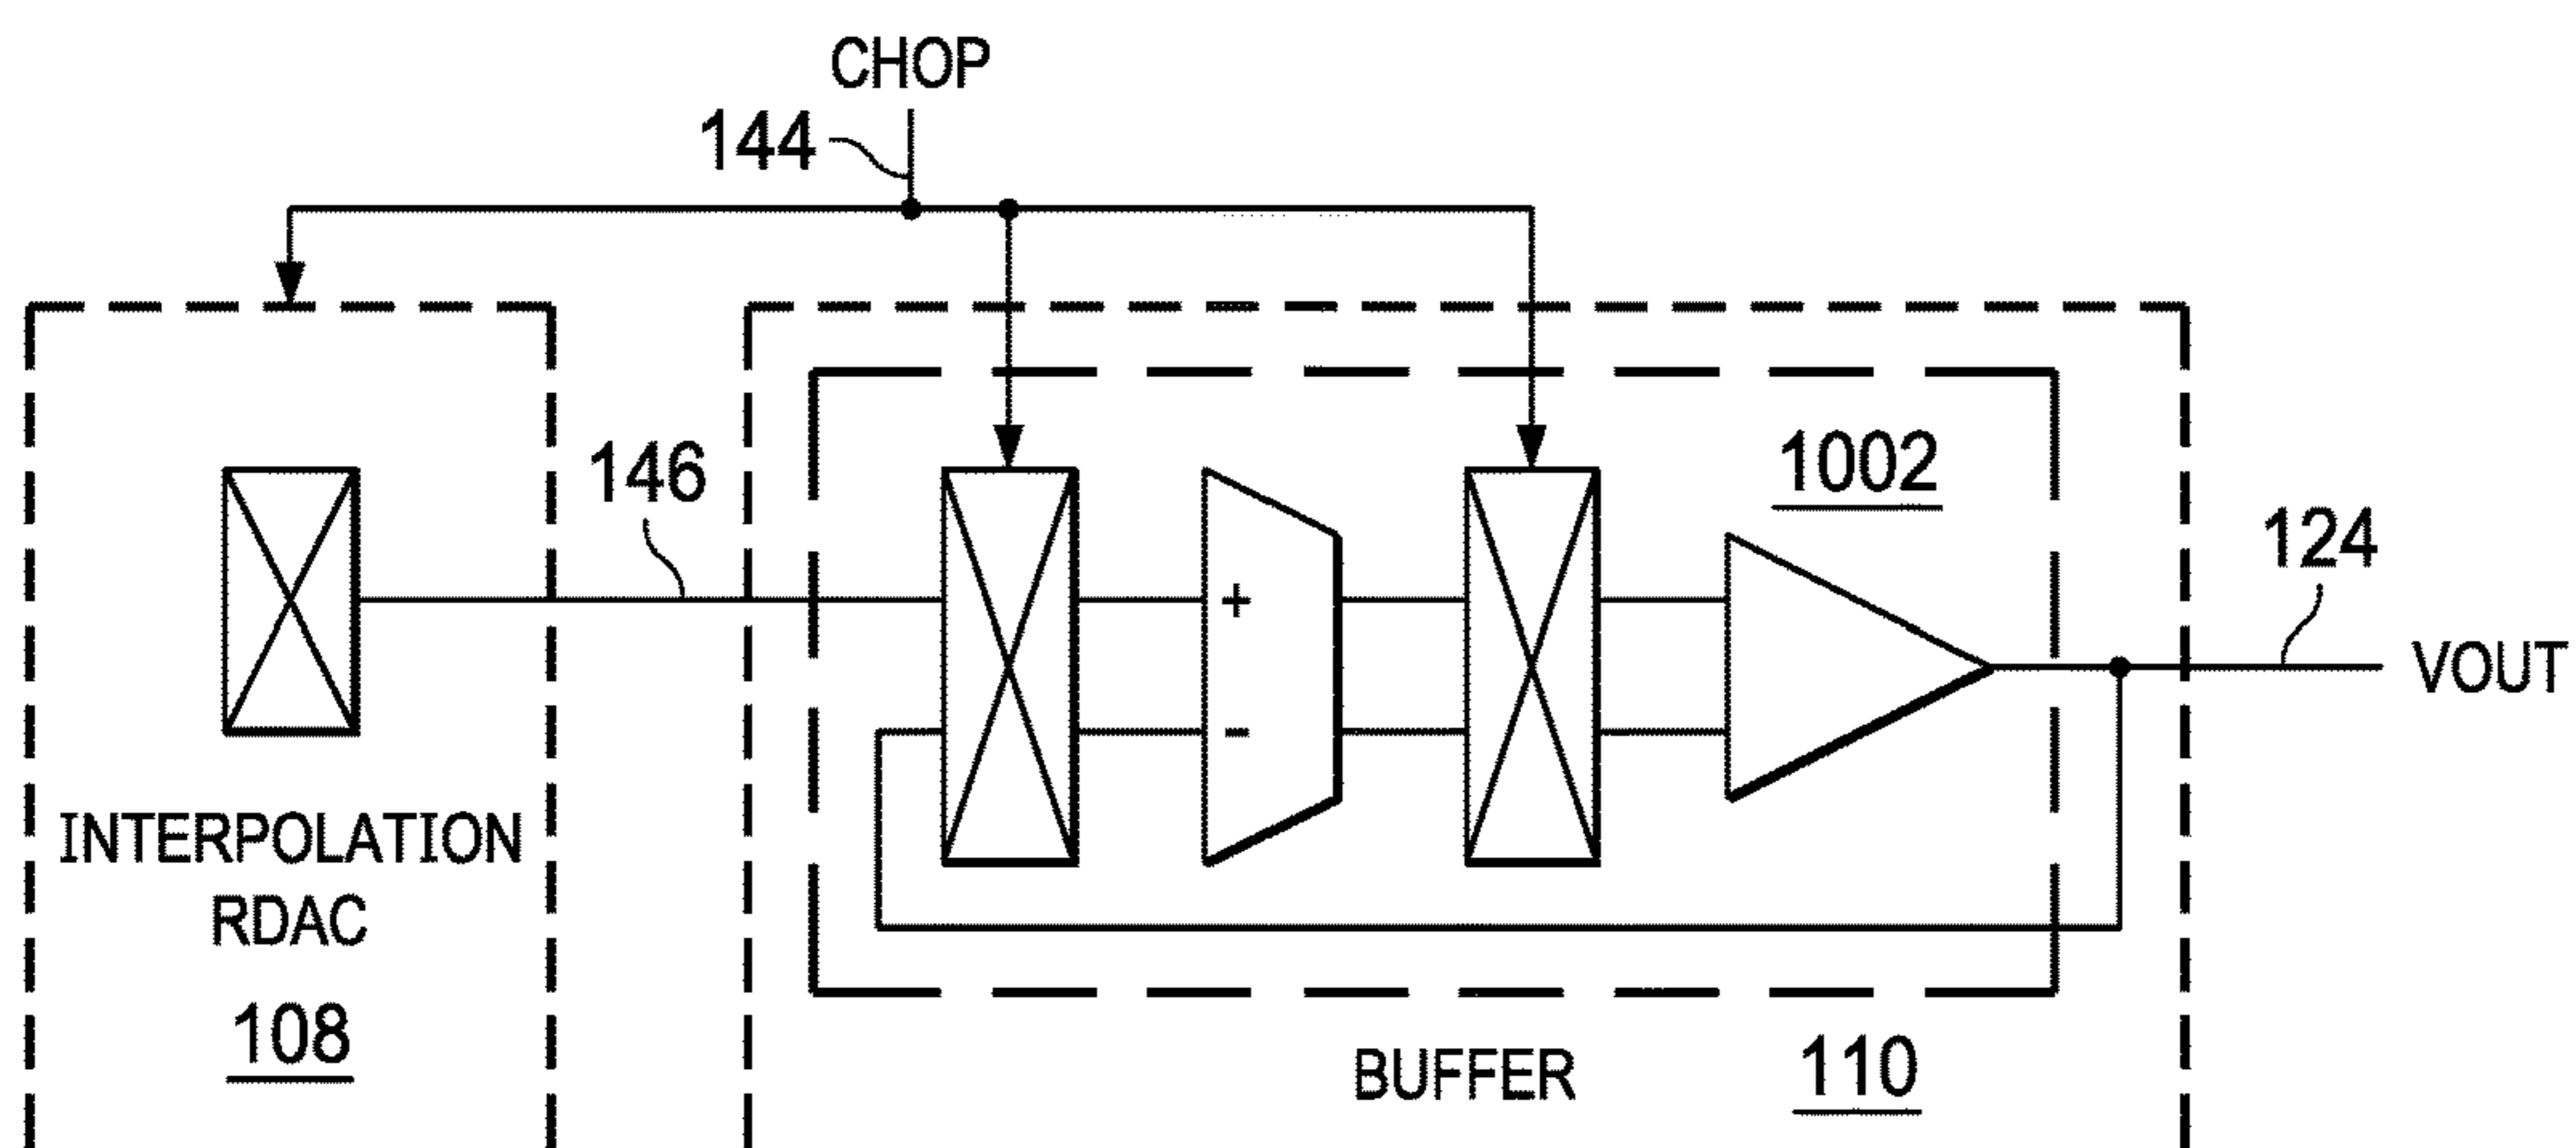 CHOP
144
146
1002
124
+
-
VOUT
INTERPOLATION
RDAC
108
BUFFER
110